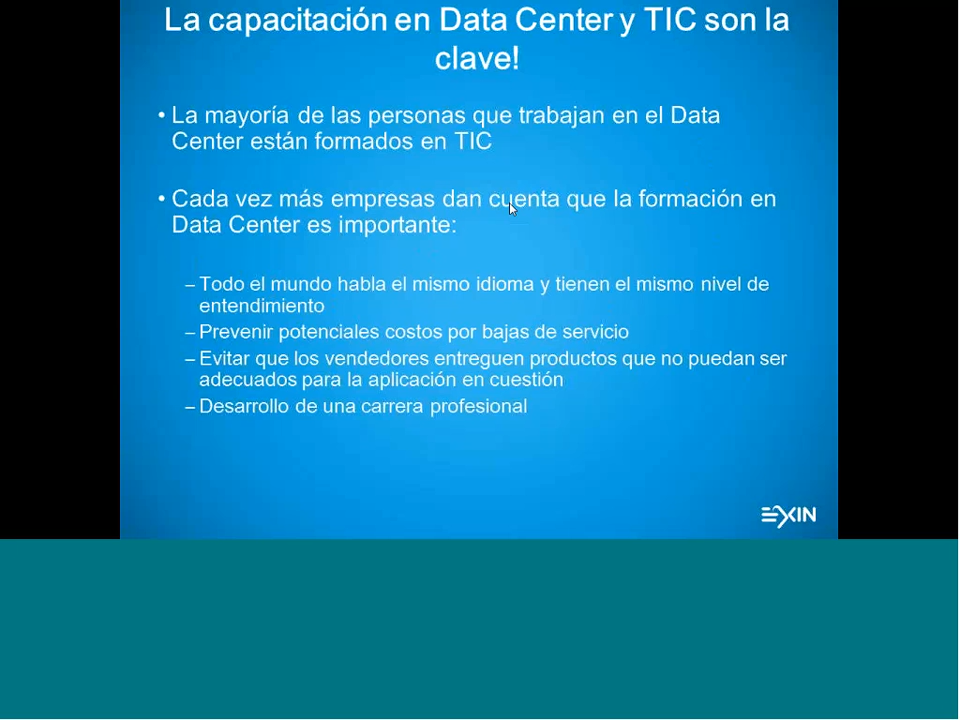 La capacitación en Data Center y TIC son la
clave!
• La mayoría de las personas que trabajan en el Data
Center están formados en TIC
• Cada vez más empresas dan cuenta que la formación en
Data Center es importante:
– Todo el mundo habla el mismo idioma y tienen el mismo nivel de
entendimiento
– Prevenir potenciales costos por bajas de servicio
– Evitar que los vendedores entreguen productos que no puedan ser
adecuados para la aplicación en cuestión
– Desarrollo de una carrera profesional
EXIN